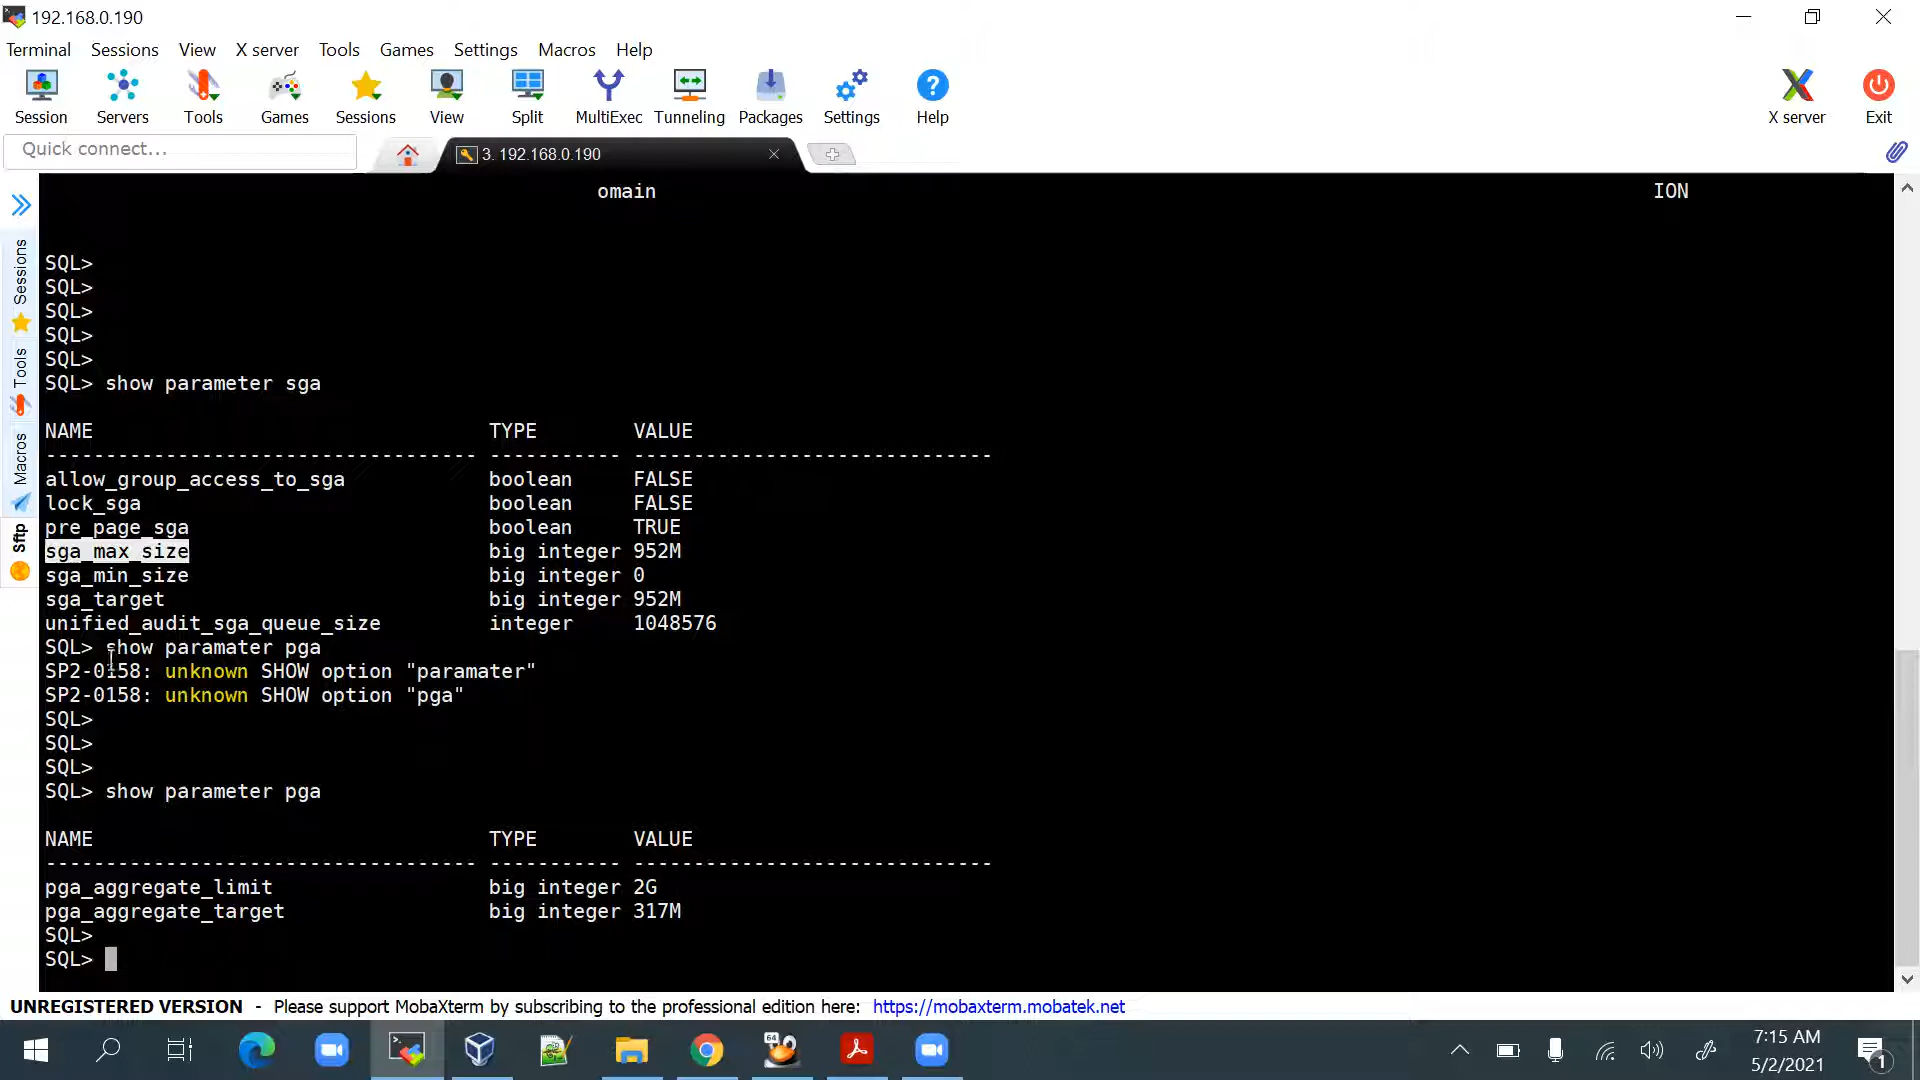 192.168.0.190
Terminal Sessions View X server Tools Games Settings Macros Help
Session Servers Tools Games Sessions View Split MultiExec Tunneling Packages Settings Help X server Exit
Quick connect...
3. 192.168.0.190
Sessions
Tools
Macros
Sftp
omain ION
SQL>
SQL>
SQL>
SQL>
SQL>
SQL> show parameter sga
NAME TYPE VALUE
------------------------------------ ----------- ------------------------------
allow_group_access_to_sga boolean FALSE
lock_sga boolean FALSE
pre_page_sga boolean TRUE
sga_max_size big integer 952M
sga_min_size big integer 0
sga_target big integer 952M
unified_audit_sga_queue_size integer 1048576
SQL> show paramater pga
SP2-0158: unknown SHOW option "paramater"
SP2-0158: unknown SHOW option "pga"
SQL>
SQL>
SQL>
SQL> show parameter pga
NAME TYPE VALUE
------------------------------------ ----------- ------------------------------
pga_aggregate_limit big integer 2G
pga_aggregate_target big integer 317M
SQL>
SQL>
UNREGISTERED VERSION - Please support MobaXterm by subscribing to the professional edition here: https://mobaxterm.mobatek.net
64
7:15 AM
5/2/2021
1